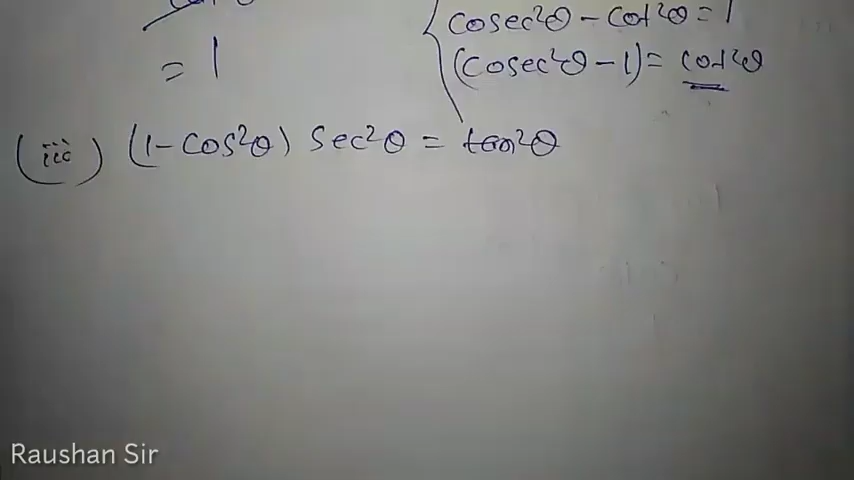 cosec²θ - cot²θ = 1
= 1
(cosec²θ - 1) = cot²θ
(iii) (1 - cos²θ) sec²θ = tan²θ
Raushan Sir